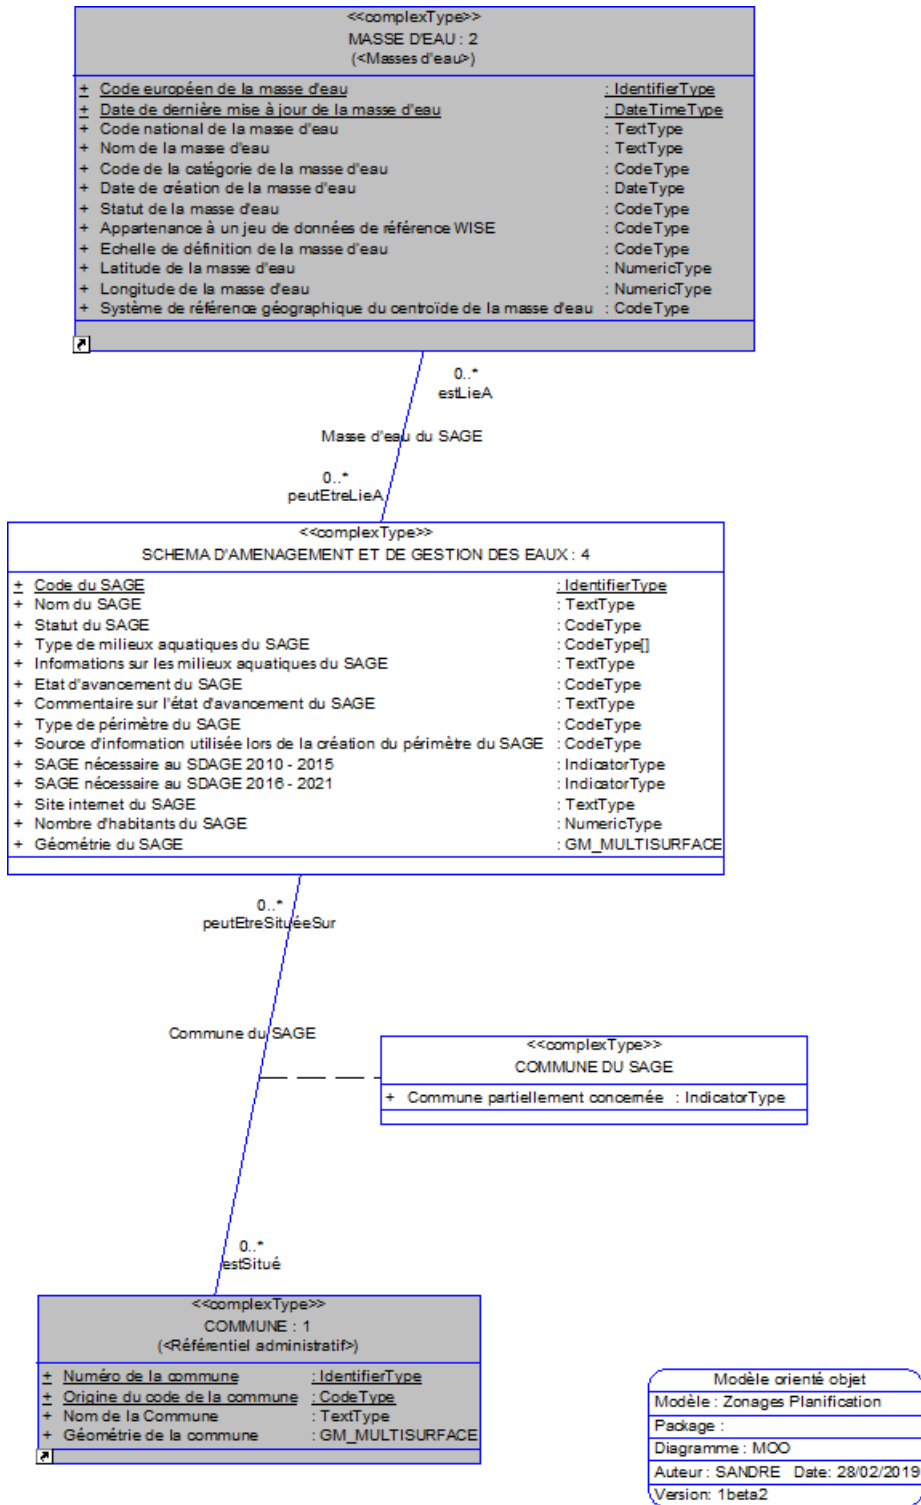 <<complexType>>
MASSE D'EAU : 2
(<Masses d'eau>)
+ Code européen de la masse d'eau : IdentifierType
+ Date de dernière mise à jour de la masse d'eau : DateTimeType
+ Code national de la masse d'eau : TextType
+ Nom de la masse d'eau : TextType
+ Code de la catégorie de la masse d'eau : CodeType
+ Date de création de la masse d'eau : DateType
+ Statut de la masse d'eau : CodeType
+ Appartenance à un jeu de données de référence WISE : CodeType
+ Echelle de définition de la masse d'eau : CodeType
+ Latitude de la masse d'eau : NumericType
+ Longitude de la masse d'eau : NumericType
+ Système de référence géographique du centroïde de la masse d'eau : CodeType
0..*
estLieA
Masse d'eau du SAGE
0..*
peutEtreLieA
<<complexType>>
SCHEMA D'AMENAGEMENT ET DE GESTION DES EAUX : 4
+ Code du SAGE : IdentifierType
+ Nom du SAGE : TextType
+ Statut du SAGE : CodeType
+ Type de milieux aquatiques du SAGE : CodeType[]
+ Informations sur les milieux aquatiques du SAGE : TextType
+ Etat d'avancement du SAGE : CodeType
+ Commentaire sur l'état d'avancement du SAGE : TextType
+ Type de périmètre du SAGE : CodeType
+ Source d'information utilisée lors de la création du périmètre du SAGE : CodeType
+ SAGE nécessaire au SDAGE 2010 - 2015 : IndicatorType
+ SAGE nécessaire au SDAGE 2016 - 2021 : IndicatorType
+ Site internet du SAGE : TextType
+ Nombre d'habitants du SAGE : NumericType
+ Géométrie du SAGE : GM_MULTISURFACE
0..*
peutEtreSituéeSur
Commune du SAGE
<<complexType>>
COMMUNE DU SAGE
+ Commune partiellement concernée : IndicatorType
0..*
estSitué
<<complexType>>
COMMUNE : 1
(<Référentiel administratif>)
+ Numéro de la commune : IdentifierType
+ Origine du code de la commune : CodeType
+ Nom de la Commune : TextType
+ Géométrie de la commune : GM_MULTISURFACE
Modèle orienté objet
Modèle : Zonages Planification
Package :
Diagramme : MOO
Auteur : SANDRE Date: 28/02/2019
Version: 1beta2